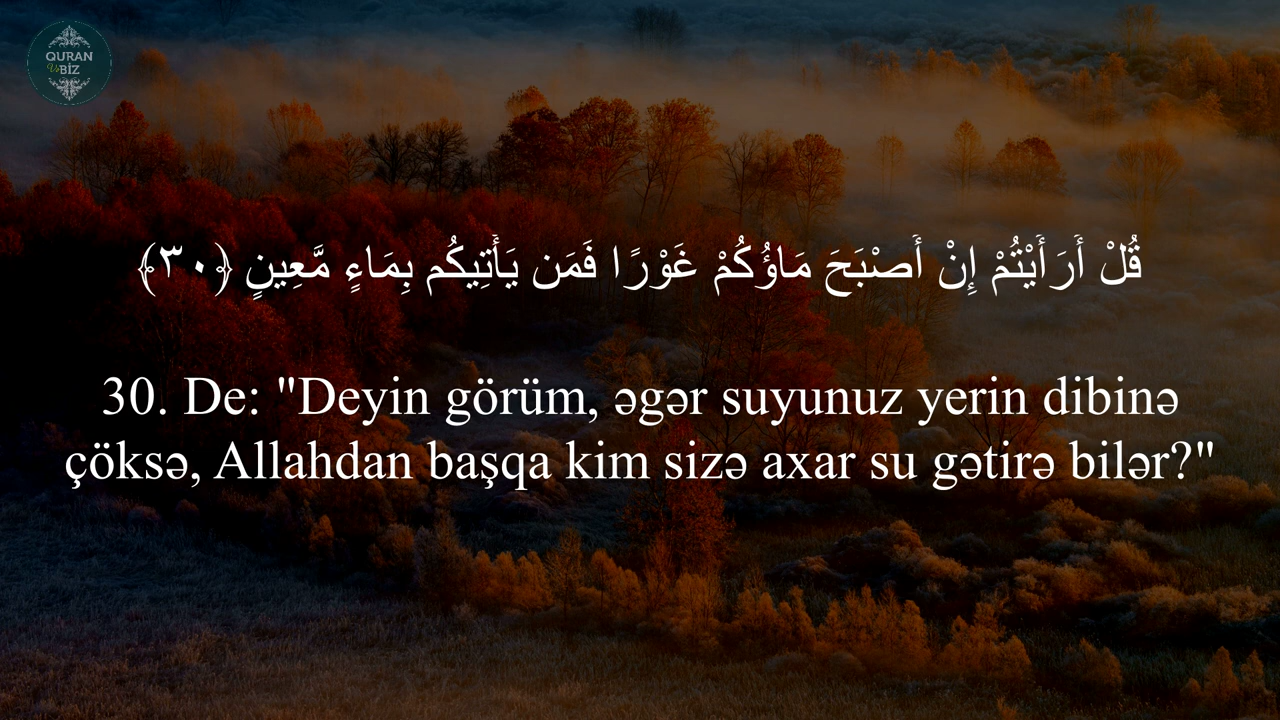 QURAN
Və BİZ
قُلْ أَرَأَيْتُمْ إِنْ أَصْبَحَ مَاؤُكُمْ غَوْرًا فَمَن يَأْتِيكُم بِمَاءٍ مَّعِينٍ ﴿٣٠﴾
30. De: "Deyin görüm, əgər suyunuz yerin dibinə
çöksə, Allahdan başqa kim sizə axar su gətirə bilər?"